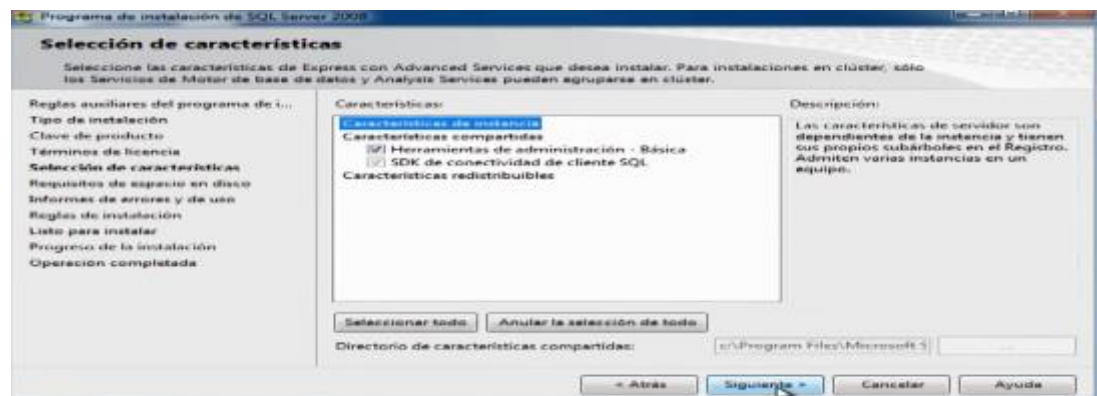 Programa de instalación de SQL Server 2008
Selección de características
Seleccione las características de Express con Advanced Services que desea instalar. Para instalaciones en clúster, sólo
los Servicios de Motor de base de datos y Analysis Services pueden agruparse en clúster.
Reglas auxiliares del programa de i...
Tipo de instalación
Clave de producto
Términos de licencia
Selección de características
Requisitos de espacio en disco
Informes de errores y de uso
Reglas de instalación
Listo para instalar
Progreso de la instalación
Operación completada
Características:
Características de instancia
Características compartidas
Herramientas de administración - Básica
SDK de conectividad de cliente SQL
Características redistribuibles
Seleccionar todo
Anular la selección de todo
Descripción:
Las características de servidor son
dependientes de la instancia y tienen
sus propios subárboles en el Registro.
Admiten varias instancias en un
equipo.
Directorio de características compartidas:
c:\Program Files\Microsoft S
...
< Atrás
Siguiente >
Cancelar
Ayuda